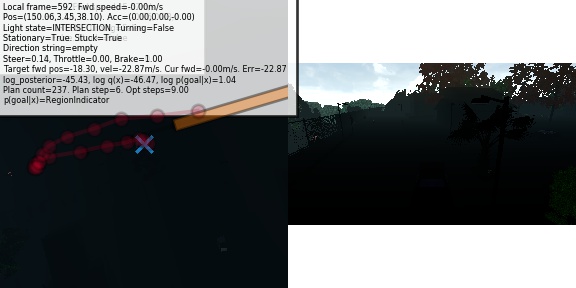 Local frame=592. Fwd speed=-0.00m/s
Pos=(150.06,3.45,38.10). Acc=(0.00,0.00,-0.00)
Light state=INTERSECTION. Turning=False
Stationary=True. Stuck=True
Direction string=empty
Steer=0.14, Throttle=0.00, Brake=1.00
Target fwd pos=-18.30, vel=-22.87m/s. Cur fwd=-0.00m/s. Err=-22.87
log_posterior=-45.43, log q(x)=-46.47, log p(goal|x)=1.04
Plan count=237. Plan step=6. Opt steps=9.00
p(goal|x)=RegionIndicator